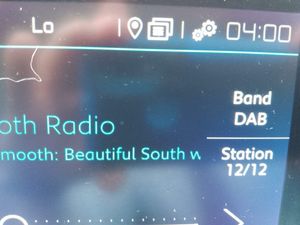 Lo
04:00
Band
DAB
oth Radio
mooth: Beautiful South w
Station
12/12